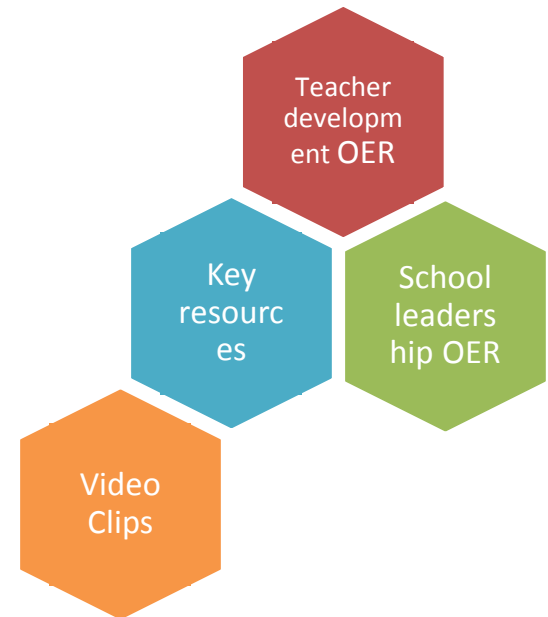 Teacher
developm
ent OER
Key
resourc
es
School
leaders
hip OER
Video
Clips